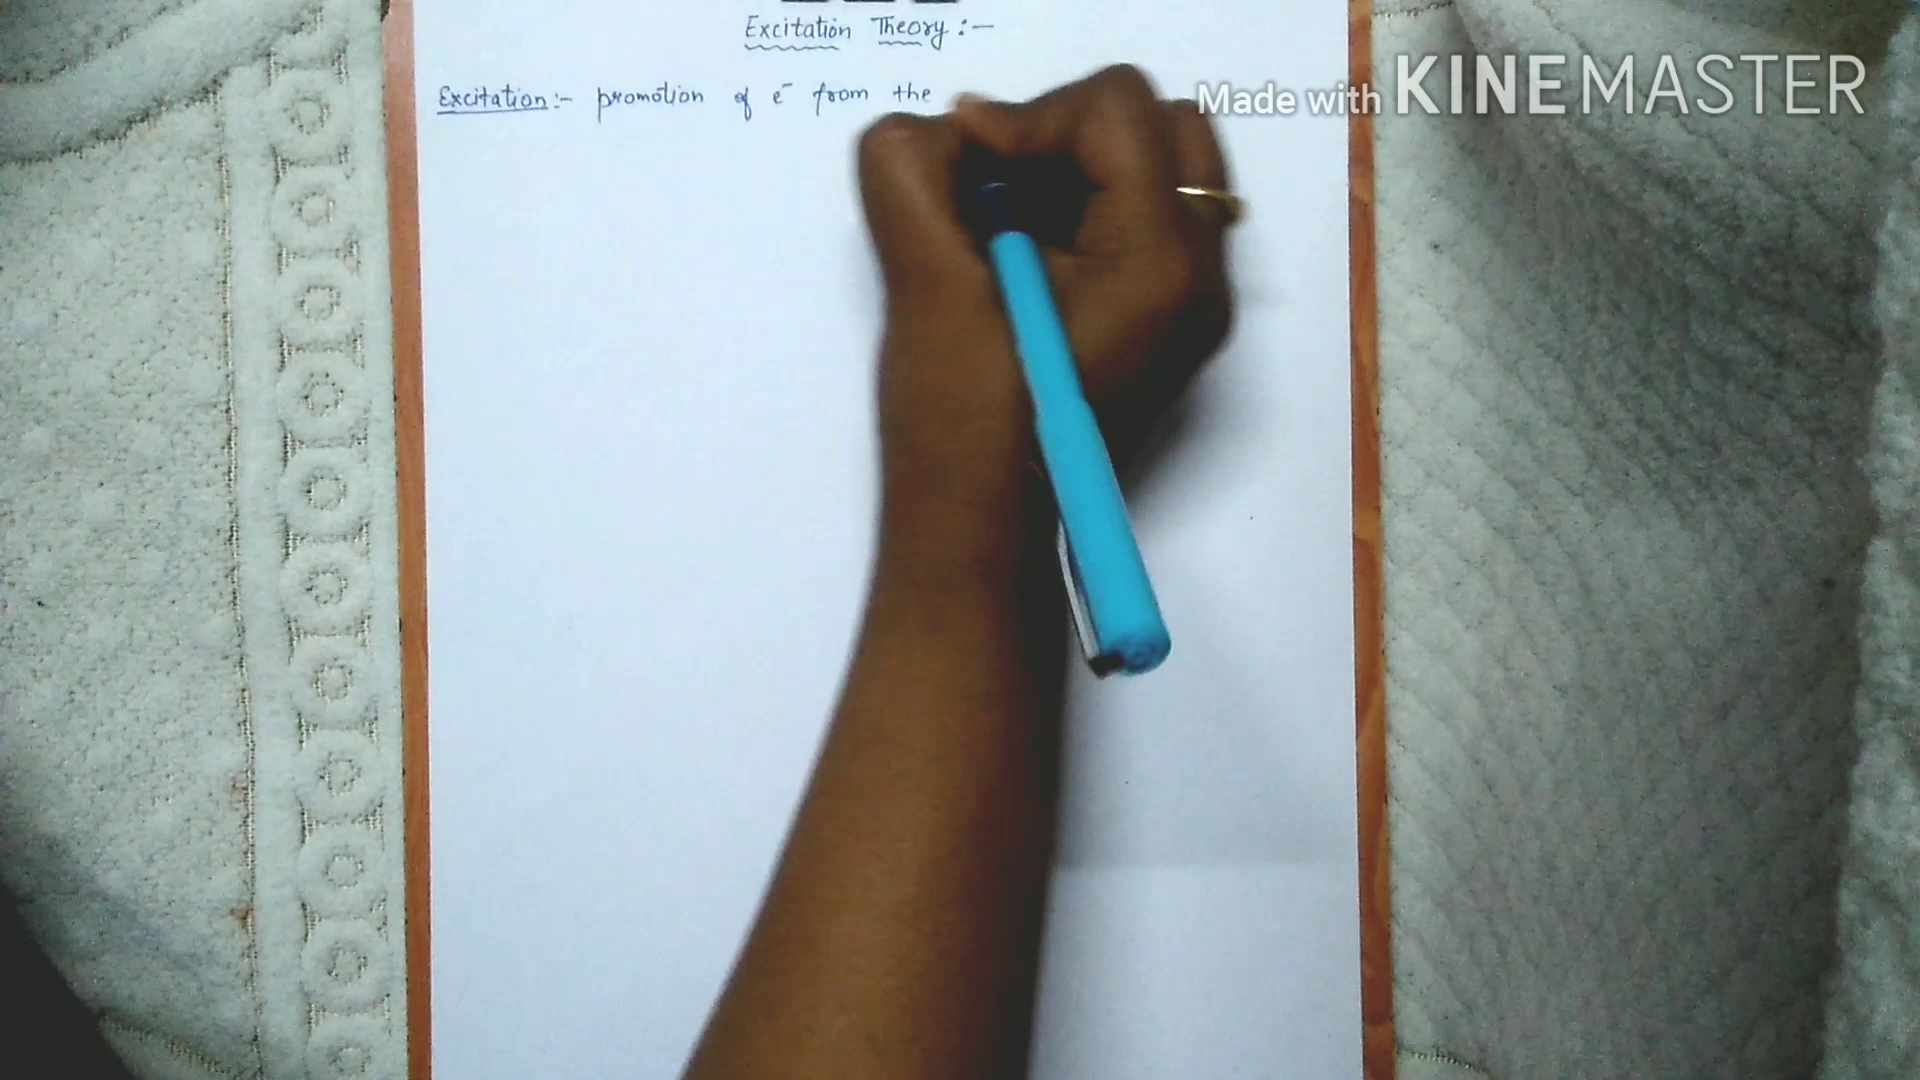 Excitation Theory :-
Excitation :- promotion of e⁻ from the
Made with KINEMASTER